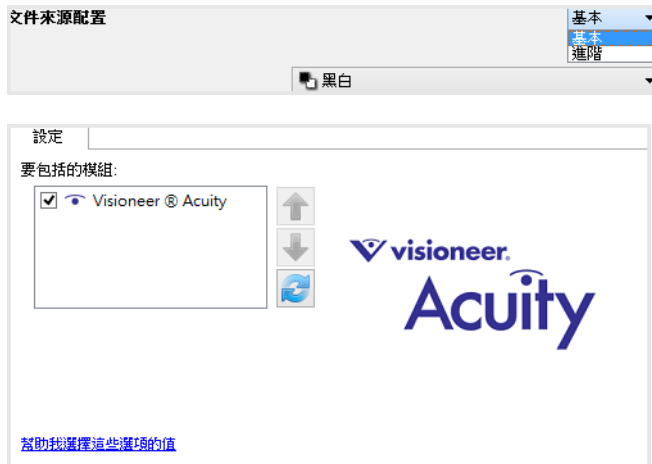 文件來源配置
基本
基本
進階
黑白
設定
要包括的模組:
Visioneer ® Acuity
visioneer.
Acuity
幫助我選擇這些選項的值